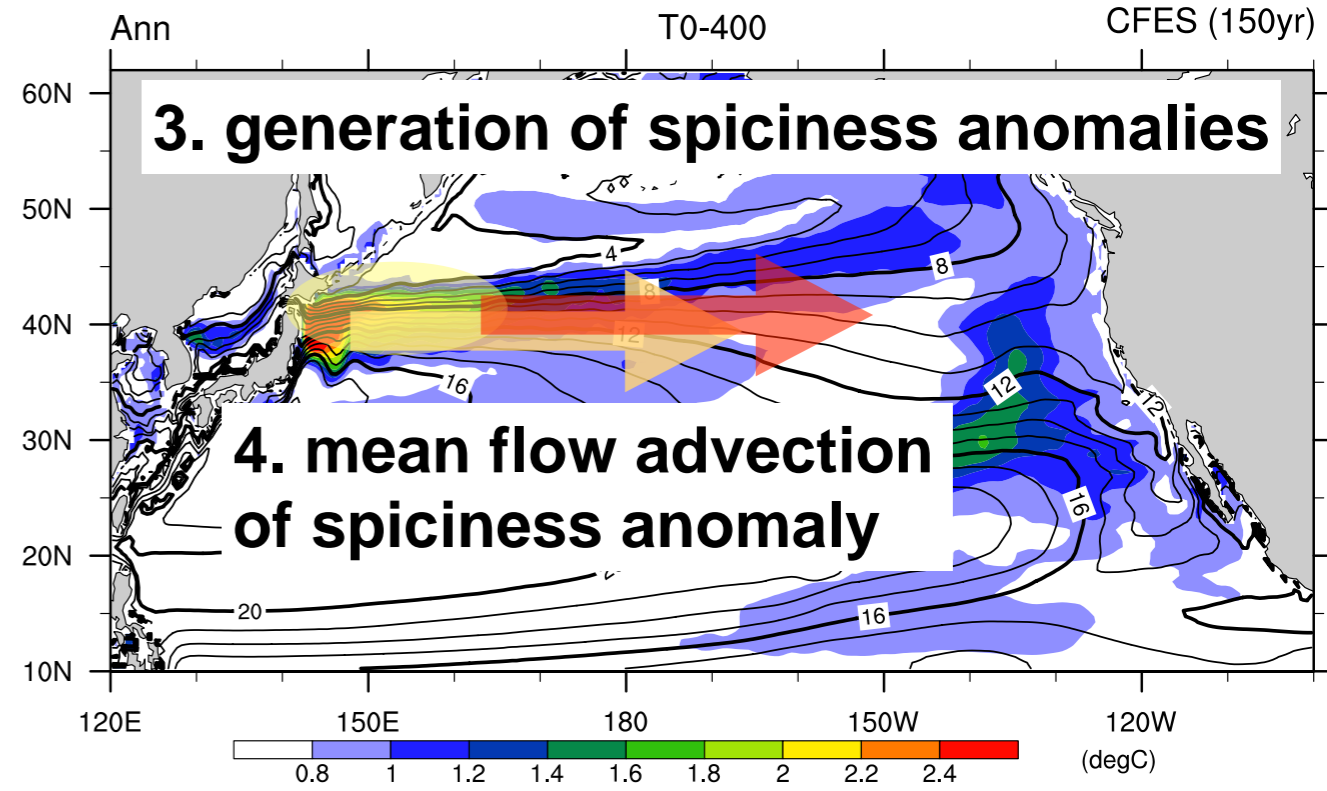 Ann T0-400 CFES (150yr)
60N
3. generation of spiciness anomalies
50N
4
8
40N
8
12
16
12
12
30N
4. mean flow advection
of spiciness anomaly
16
20N
20
16
10N
120E 150E 180 150W 120W
0.8 1 1.2 1.4 1.6 1.8 2 2.2 2.4 (degC)